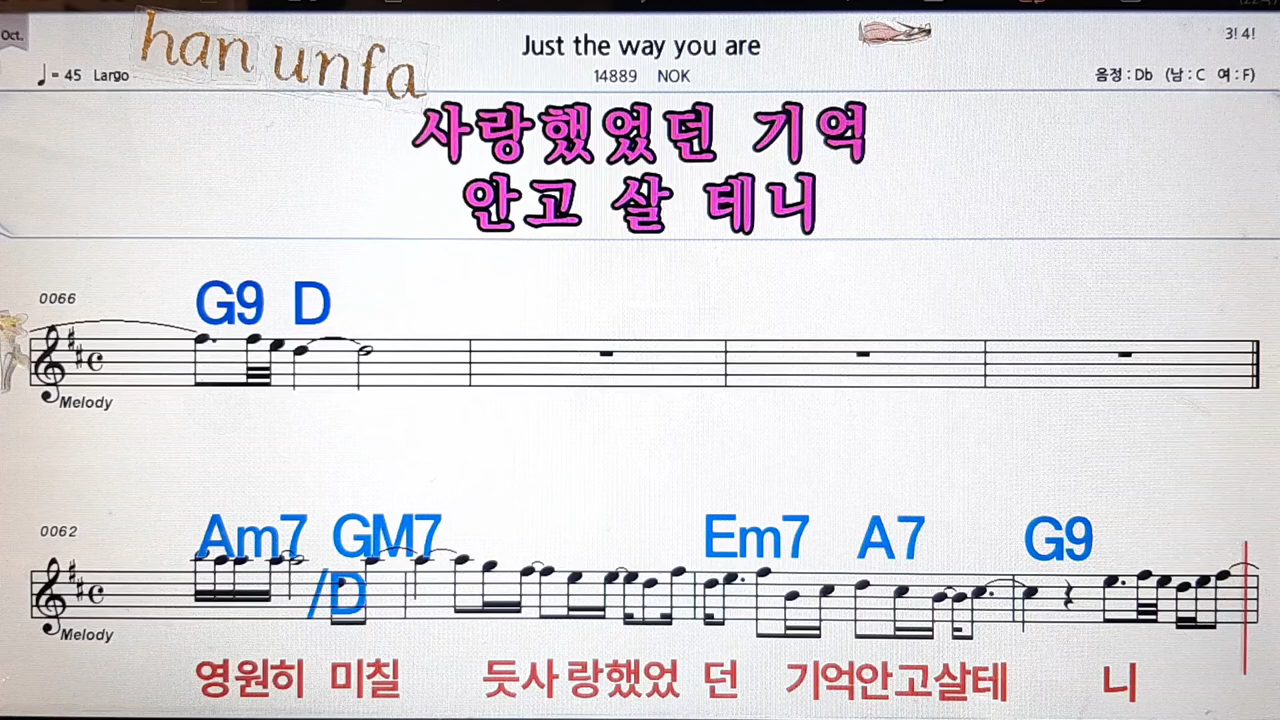 Oct.
han unfa
Just the way you are
3! 4!
♩= 45 Largo
14889 NOK
음정 : Db (남 : C 여 : F)
사랑했었던 기억
안고 살 테니
0066
G9 D
Melody
0062
Am7 GM7 Em7 A7 G9
/D
Melody
영원히 미칠 듯사 랑했었 던 기억안고살테 니